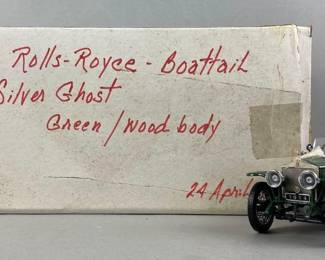 Rolls-Royce - Boattail
Silver Ghost
Green / Wood body
24 April